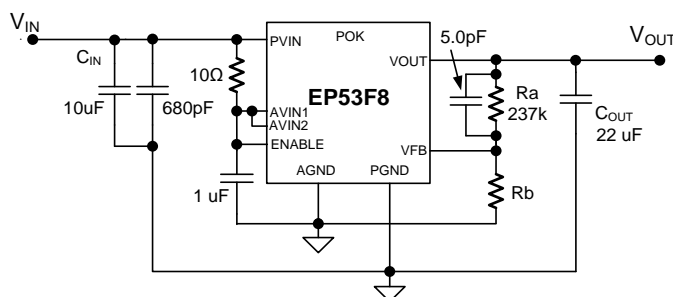 VIN
CIN
10uF
680pF
10Ω
1 uF
PVIN
POK
VOUT
EP53F8
AVIN1
AVIN2
ENABLE
VFB
AGND
PGND
5.0pF
Ra
237k
Rb
VOUT
COUT
22 uF